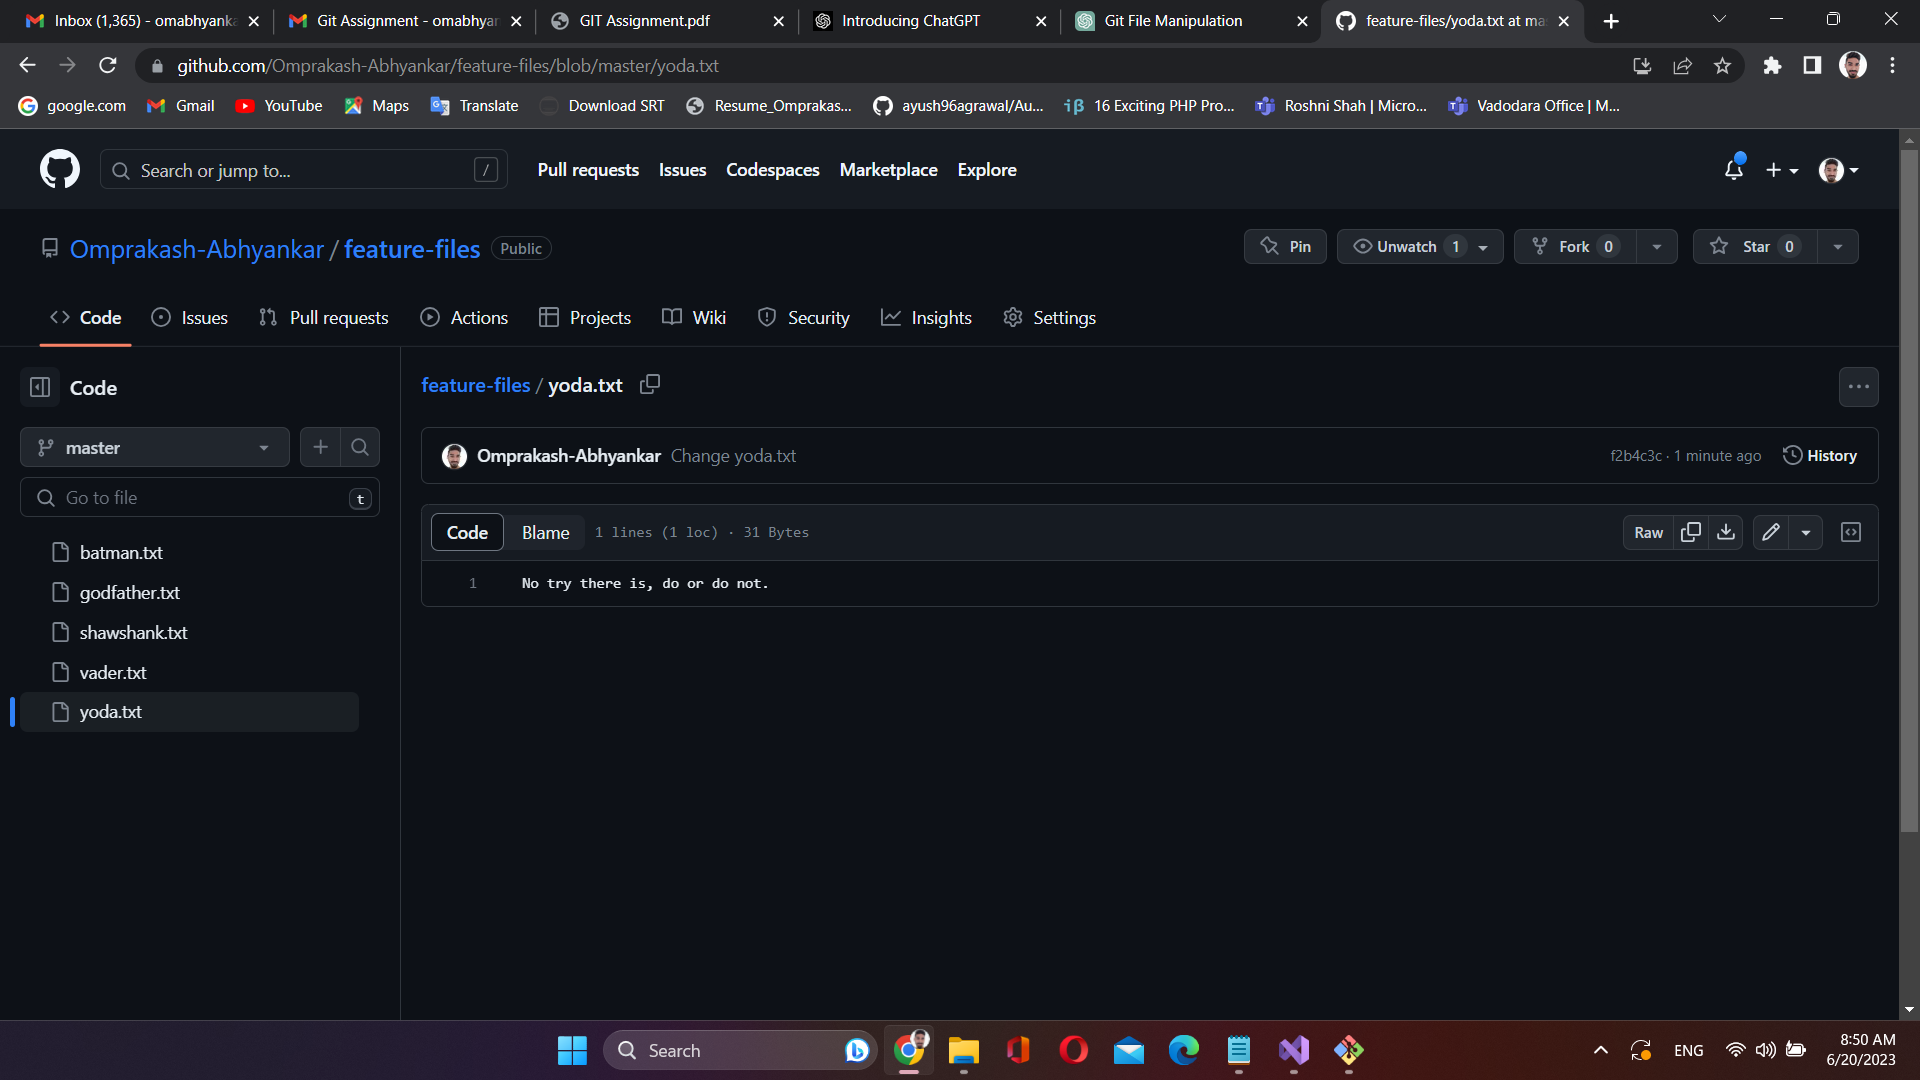 Inbox (1,365) - omabhyanka
Git Assignment - omabhyan
GIT Assignment.pdf
Introducing ChatGPT
Git File Manipulation
feature-files/yoda.txt at mas
github.com/Omprakash-Abhyankar/feature-files/blob/master/yoda.txt
google.com
Gmail
YouTube
Maps
Translate
Download SRT
Resume_Omprakas...
ayush96agrawal/Au...
16 Exciting PHP Pro...
Roshni Shah | Micro...
Vadodara Office | M...
Search or jump to...
/
Pull requests
Issues
Codespaces
Marketplace
Explore
Omprakash-Abhyankar / feature-files
Public
Pin
Unwatch 1
Fork 0
Star 0
Code
Issues
Pull requests
Actions
Projects
Wiki
Security
Insights
Settings
Code
master
Go to file
t
batman.txt
godfather.txt
shawshank.txt
vader.txt
yoda.txt
feature-files / yoda.txt
Omprakash-Abhyankar Change yoda.txt
f2b4c3c · 1 minute ago
History
Code
Blame
1 lines (1 loc) · 31 Bytes
Raw
1 No try there is, do or do not.
Search
ENG
8:50 AM
6/20/2023